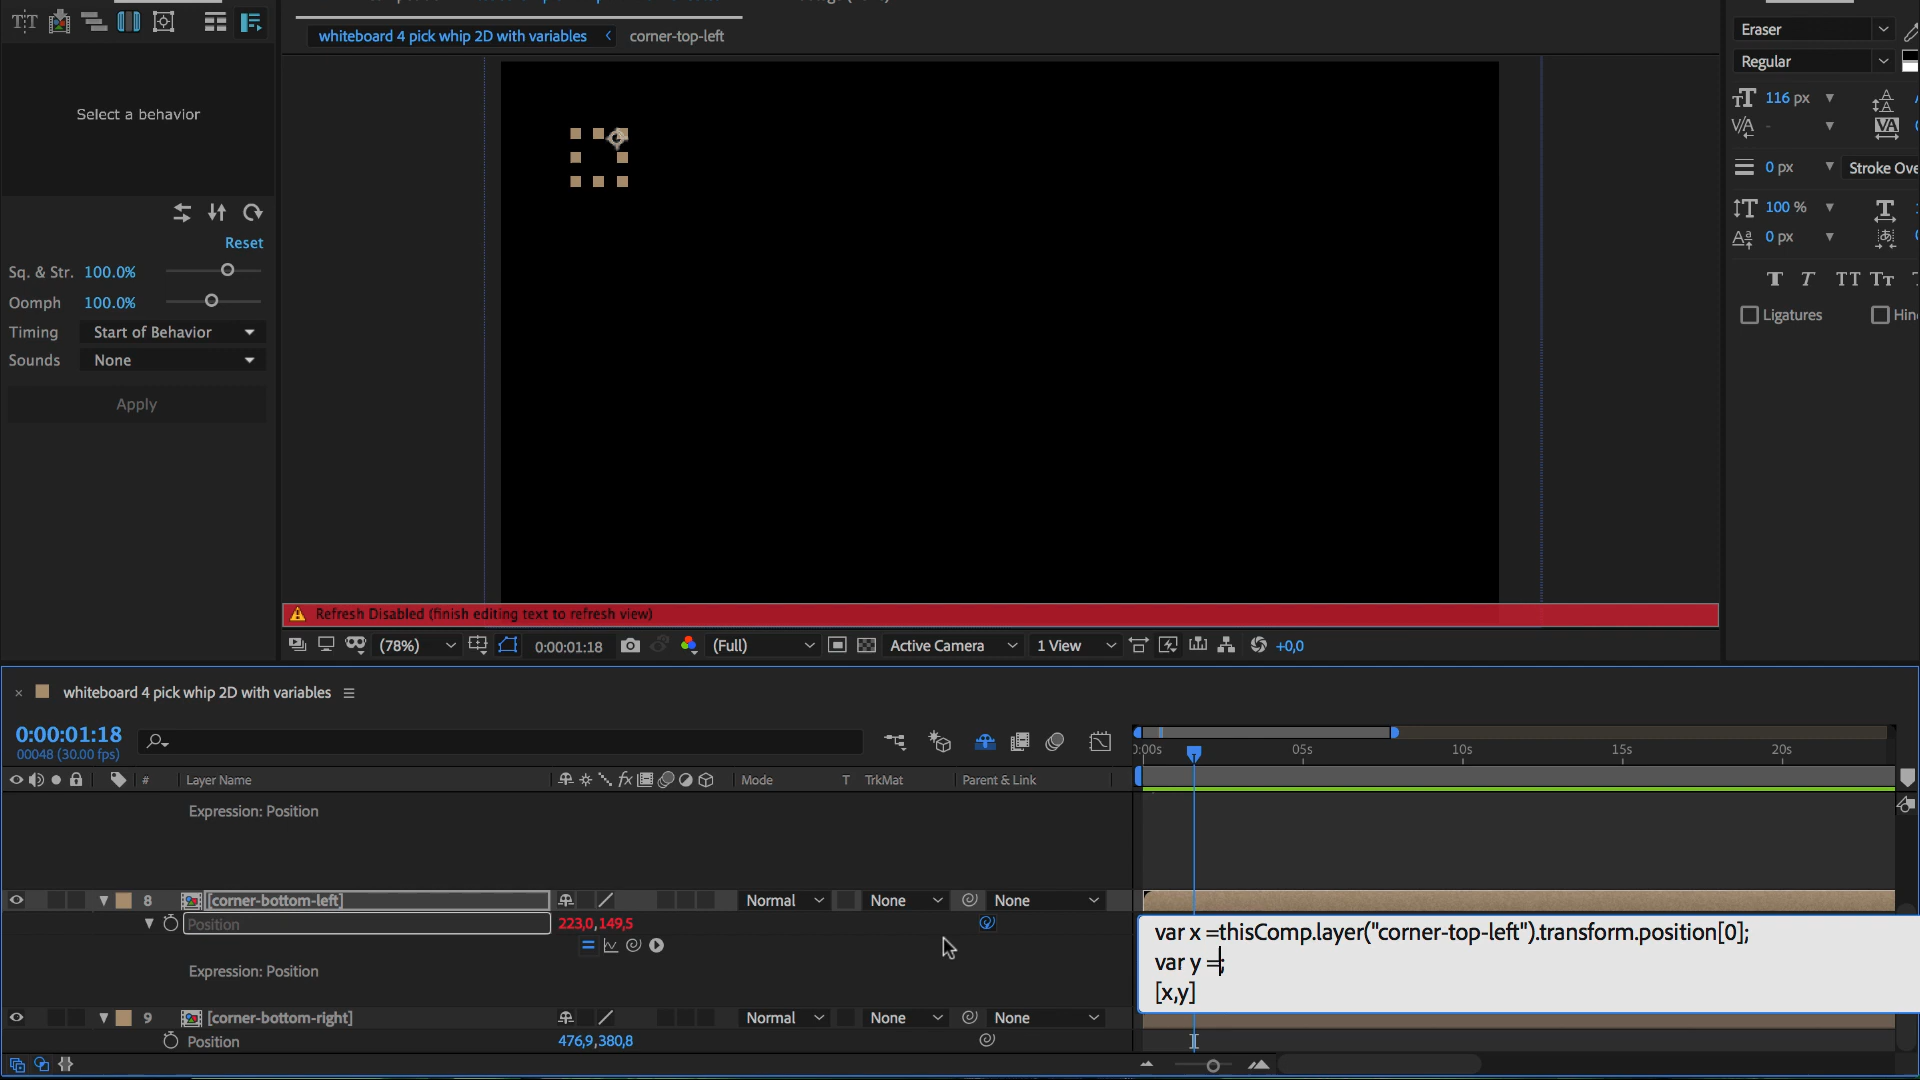 whiteboard 4 pick whip 2D with variables
corner-top-left
Select a behavior
Reset
Sq. & Str. 100.0%
Oomph 100.0%
Timing Start of Behavior
Sounds None
Apply
Eraser
Regular
116 px
-
0 px
Stroke Ove
100 %
0 px
Ligatures
Hin
Refresh Disabled (finish editing text to refresh view)
(78%) 0:00:01:18 (Full) Active Camera 1 View +0,0
whiteboard 4 pick whip 2D with variables
0:00:01:18
00048 (30.00 fps)
0:00s 05s 10s 15s 20s
# Layer Name Mode T TrkMat Parent & Link
Expression: Position
8 [corner-bottom-left] Normal None None
Position 223,0,149,5
Expression: Position
var x =thisComp.layer("corner-top-left").transform.position[0];
var y =;
[x,y]
9 [corner-bottom-right] Normal None None
Position 476,9,380,8